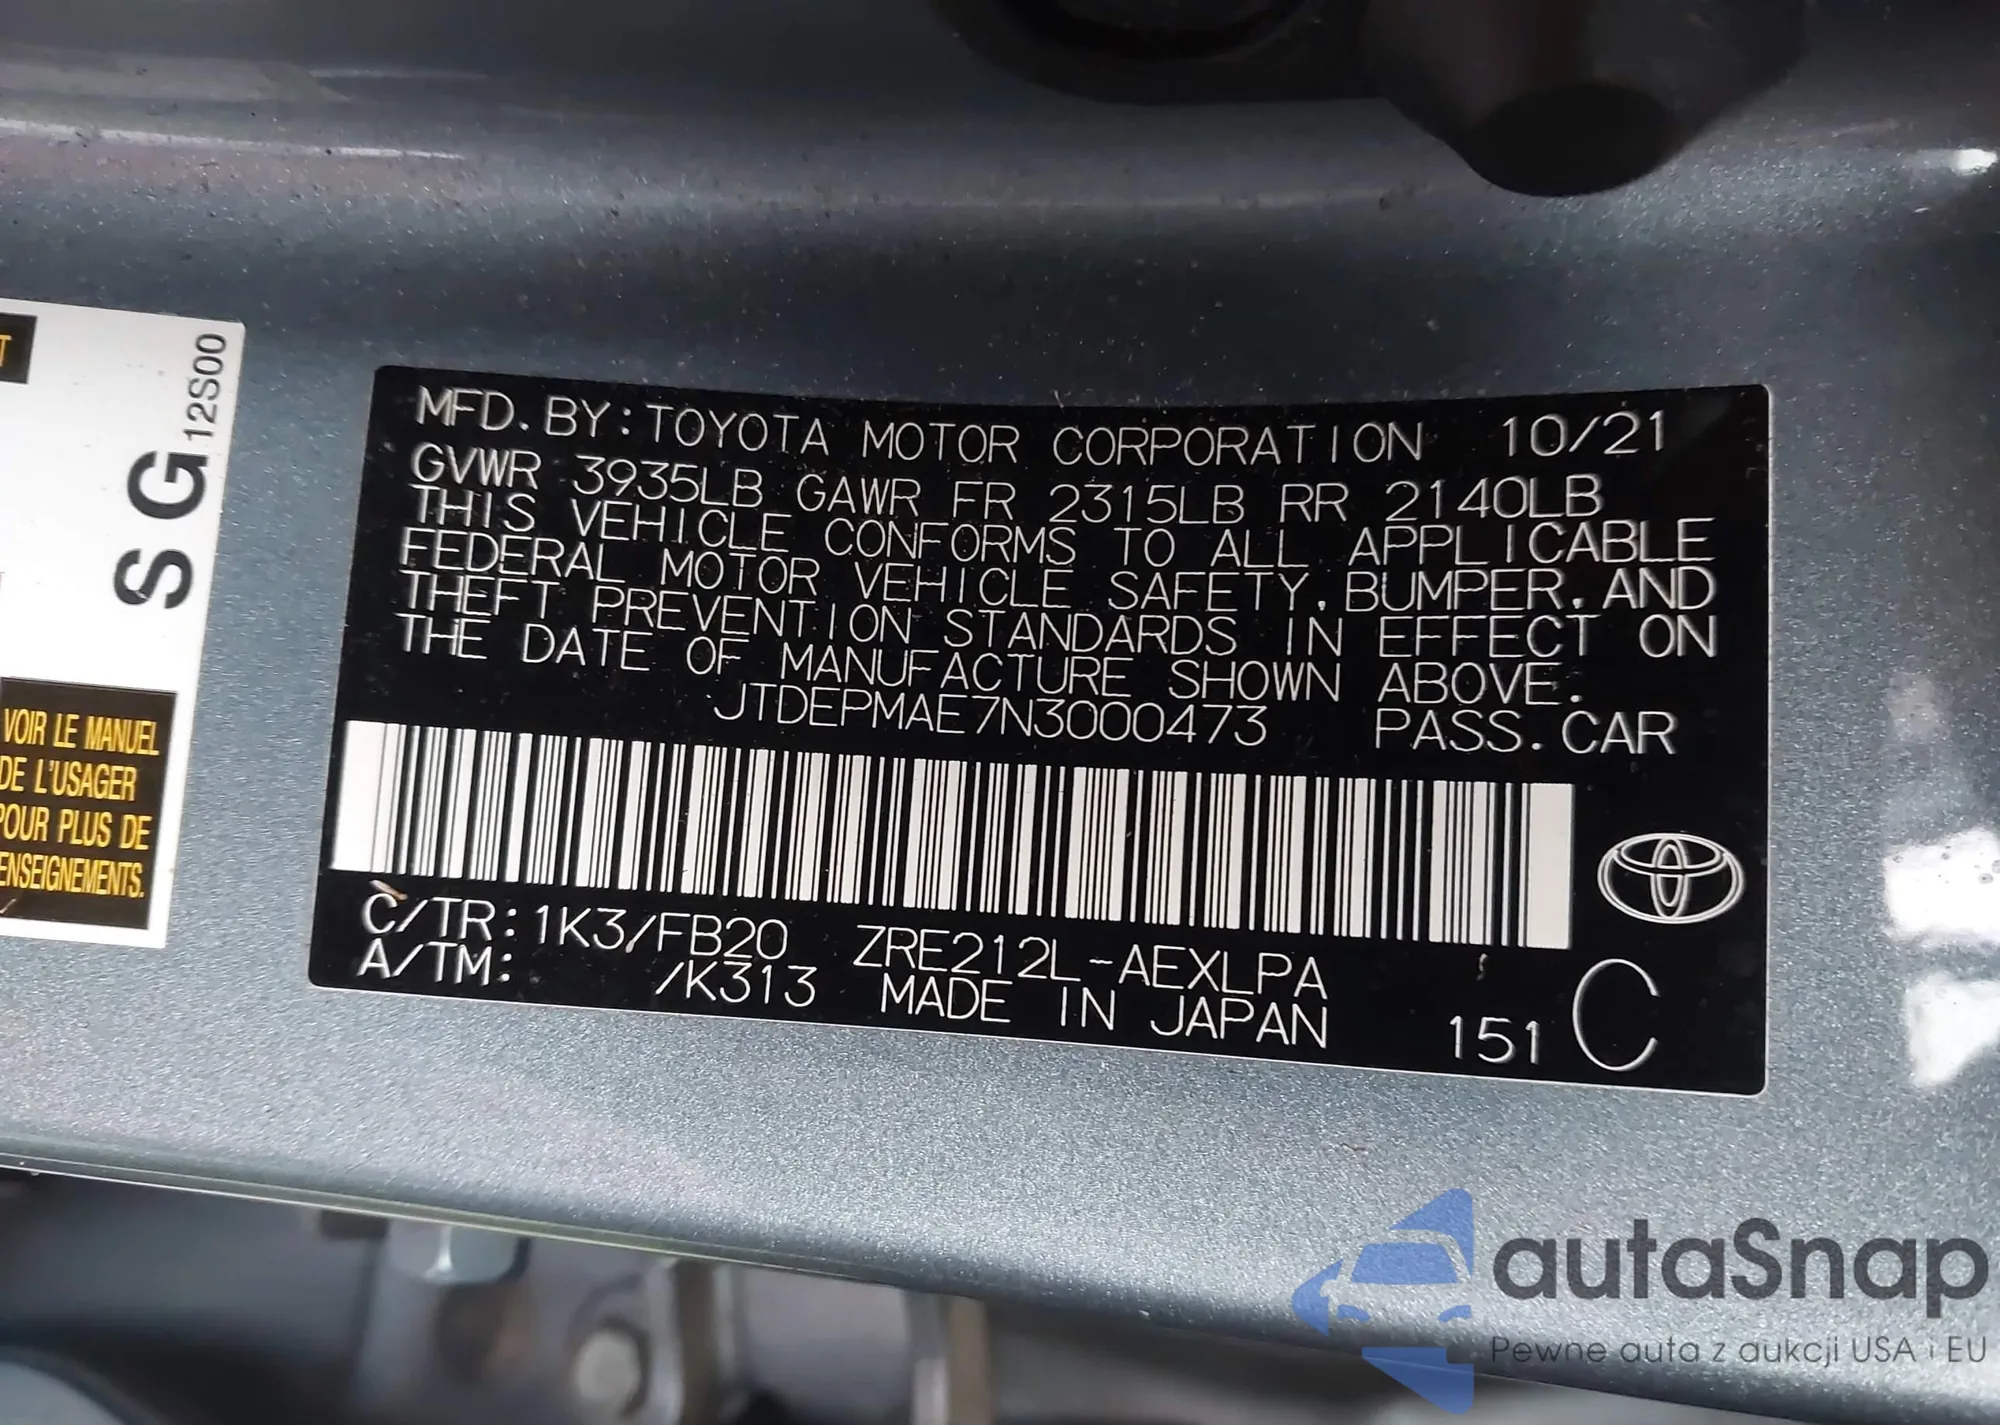 T
SG12S00
VOIR LE MANUEL
DE L'USAGER
POUR PLUS DE
ENSEIGNEMENTS.
MFD. BY: TOYOTA MOTOR CORPORATION 10/21
GVWR 3935LB GAWR FR 2315LB RR 2140LB
THIS VEHICLE CONFORMS TO ALL APPLICABLE
FEDERAL MOTOR VEHICLE SAFETY, BUMPER, AND
THEFT PREVENTION STANDARDS IN EFFECT ON
THE DATE OF MANUFACTURE SHOWN ABOVE.
JTDEPMAE7N3000473 PASS. CAR
C/TR: 1K3/FB20 ZRE212L-AEXLPA
A/TM: /K313 MADE IN JAPAN 151 C
autaSnap
Pewne auta z aukcji USA i EU